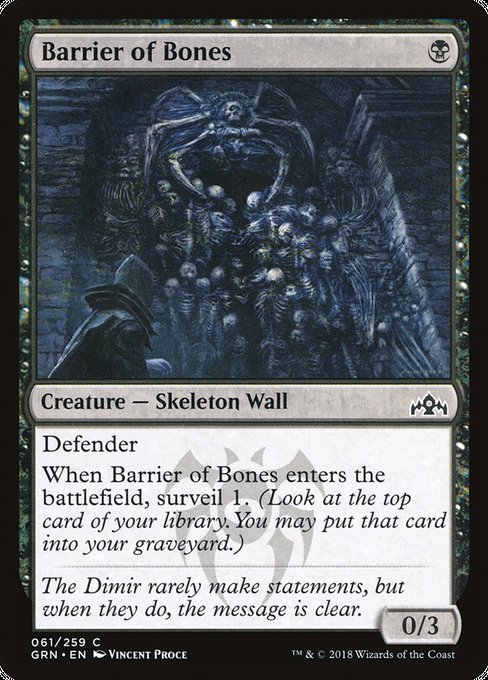 Barrier of Bones
Creature — Skeleton Wall
Defender
When Barrier of Bones enters the
battlefield, surveil 1. (Look at the top
card of your library. You may put that card
into your graveyard.)
The Dimir rarely make statements, but
when they do, the message is clear.
0/3
061/259 C
GRN • EN Vincent Proce
™ & © 2018 Wizards of the Coast